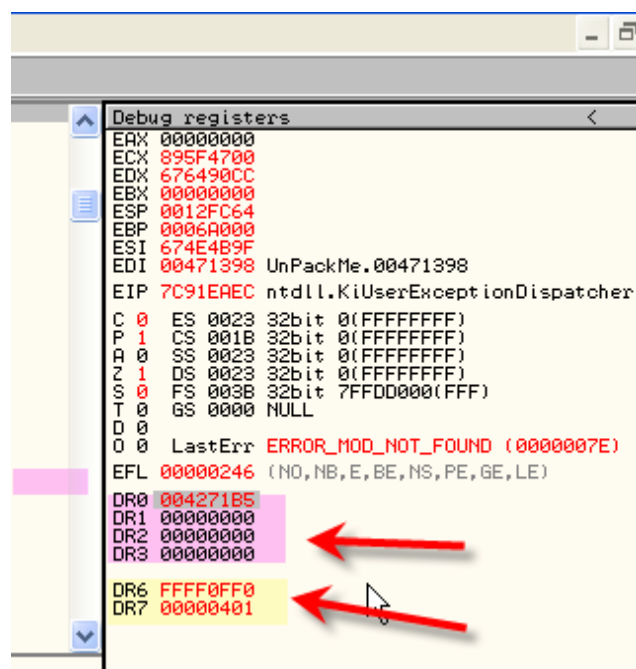 Debug registers <
EAX 00000000
ECX 895F4700
EDX 676490CC
EBX 00000000
ESP 0012FC64
EBP 0006A000
ESI 674E4B9F
EDI 00471398 UnPackMe.00471398
EIP 7C91EAEC ntdll.KiUserExceptionDispatcher
C 0 ES 0023 32bit 0(FFFFFFFF)
P 1 CS 001B 32bit 0(FFFFFFFF)
A 0 SS 0023 32bit 0(FFFFFFFF)
Z 1 DS 0023 32bit 0(FFFFFFFF)
S 0 FS 003B 32bit 7FFDD000(FFF)
T 0 GS 0000 NULL
D 0
O 0 LastErr ERROR_MOD_NOT_FOUND (0000007E)
EFL 00000246 (NO,NB,E,BE,NS,PE,GE,LE)
DR0 004271B5
DR1 00000000
DR2 00000000
DR3 00000000
DR6 FFFF0FF0
DR7 00000401